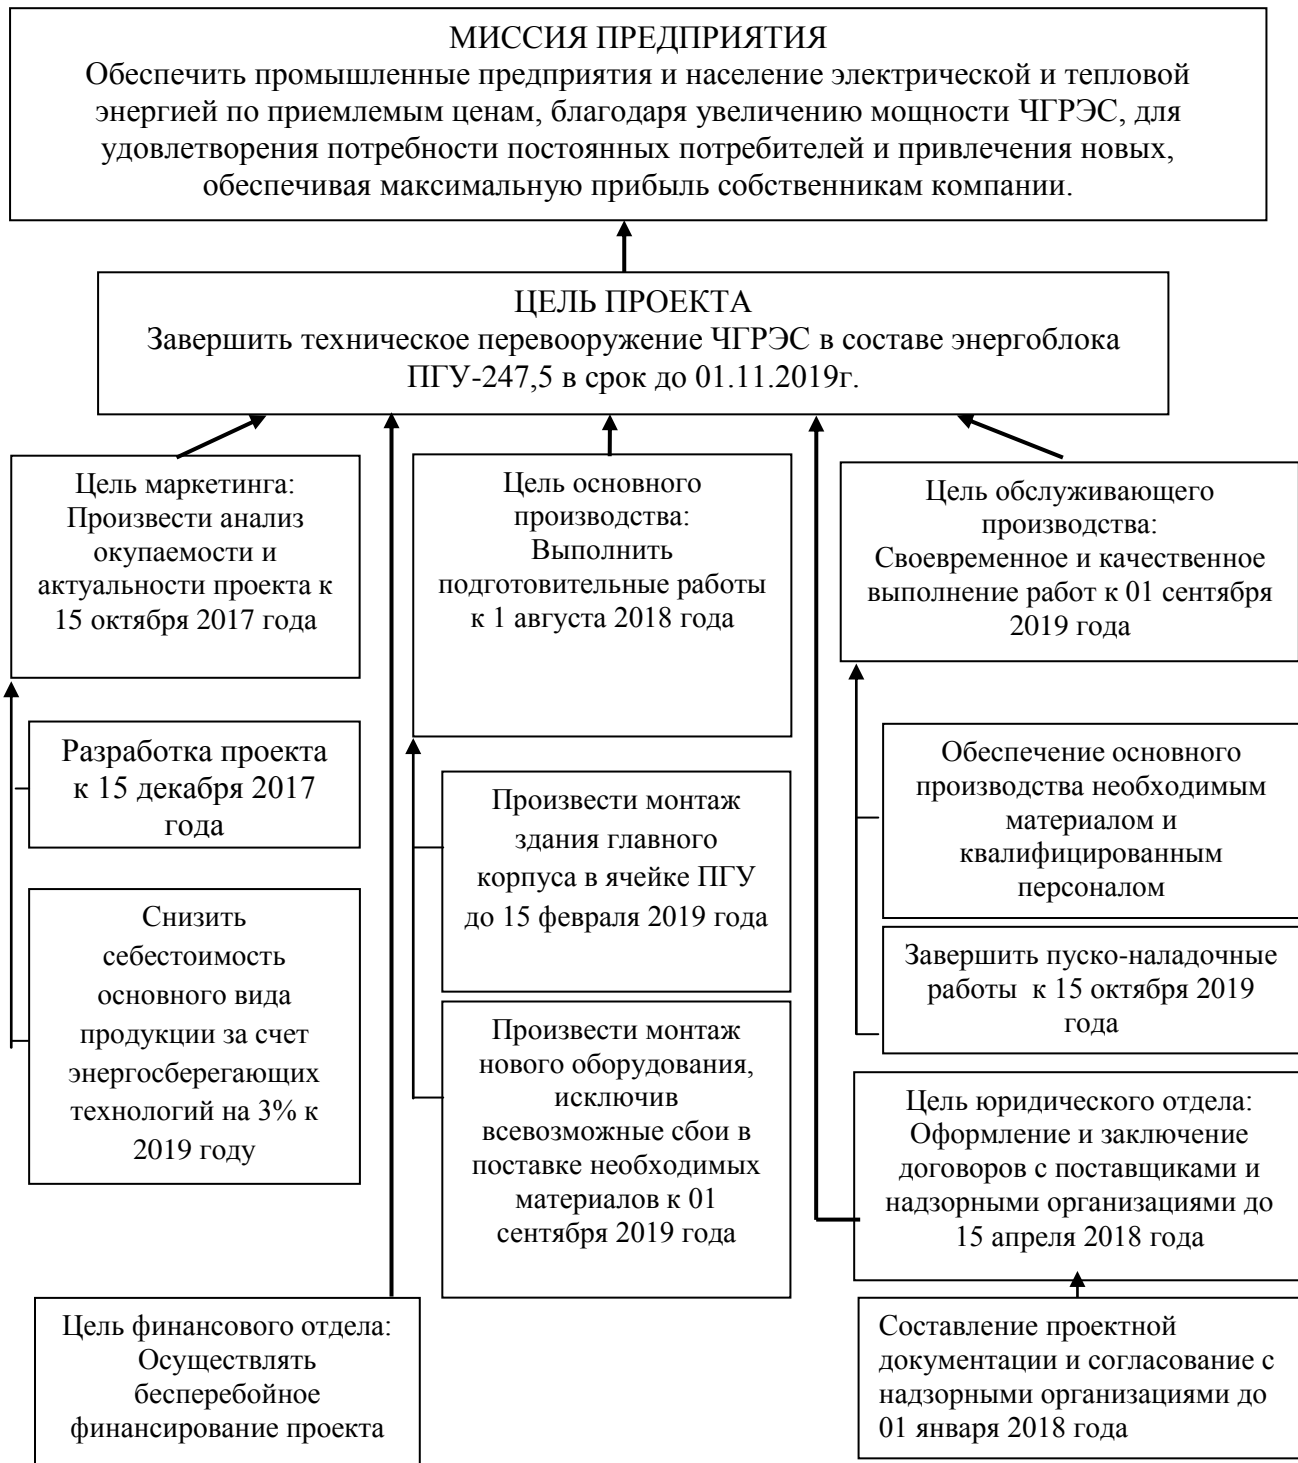 МИССИЯ ПРЕДПРИЯТИЯ
Обеспечить промышленные предприятия и население электрической и тепловой
энергией по приемлемым ценам, благодаря увеличению мощности ЧГРЭС, для
удовлетворения потребности постоянных потребителей и привлечения новых,
обеспечивая максимальную прибыль собственникам компании.
ЦЕЛЬ ПРОЕКТА
Завершить техническое перевооружение ЧГРЭС в составе энергоблока
ПГУ-247,5 в срок до 01.11.2019г.
Цель маркетинга:
Произвести анализ
окупаемости и
актуальности проекта к
15 октября 2017 года
Разработка проекта
к 15 декабря 2017
года
Снизить
себестоимость
основного вида
продукции за счет
энергосберегающих
технологий на 3% к
2019 году
Цель финансового отдела:
Осуществлять
бесперебойное
финансирование проекта
Цель основного
производства:
Выполнить
подготовительные работы
к 1 августа 2018 года
Произвести монтаж
здания главного
корпуса в ячейке ПГУ
до 15 февраля 2019 года
Произвести монтаж
нового оборудования,
исключив
всевозможные сбои в
поставке необходимых
материалов к 01
сентября 2019 года
Цель обслуживающего
производства:
Своевременное и качественное
выполнение работ к 01 сентября
2019 года
Обеспечение основного
производства необходимым
материалом и
квалифицированным
персоналом
Завершить пуско-наладочные
работы к 15 октября 2019
года
Цель юридического отдела:
Оформление и заключение
договоров с поставщиками и
надзорными организациями до
15 апреля 2018 года
Составление проектной
документации и согласование с
надзорными организациями до
01 января 2018 года